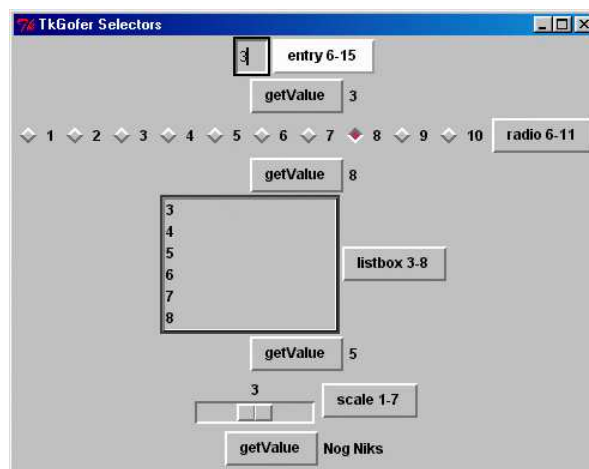 Tk TkGofer Selectors
3 entry 6-15
getValue 3
1 2 3 4 5 6 7 8 9 10 radio 6-11
getValue 8
3
4
5
6
7
8
listbox 3-8
getValue 5
3
scale 1-7
getValue Nog Niks